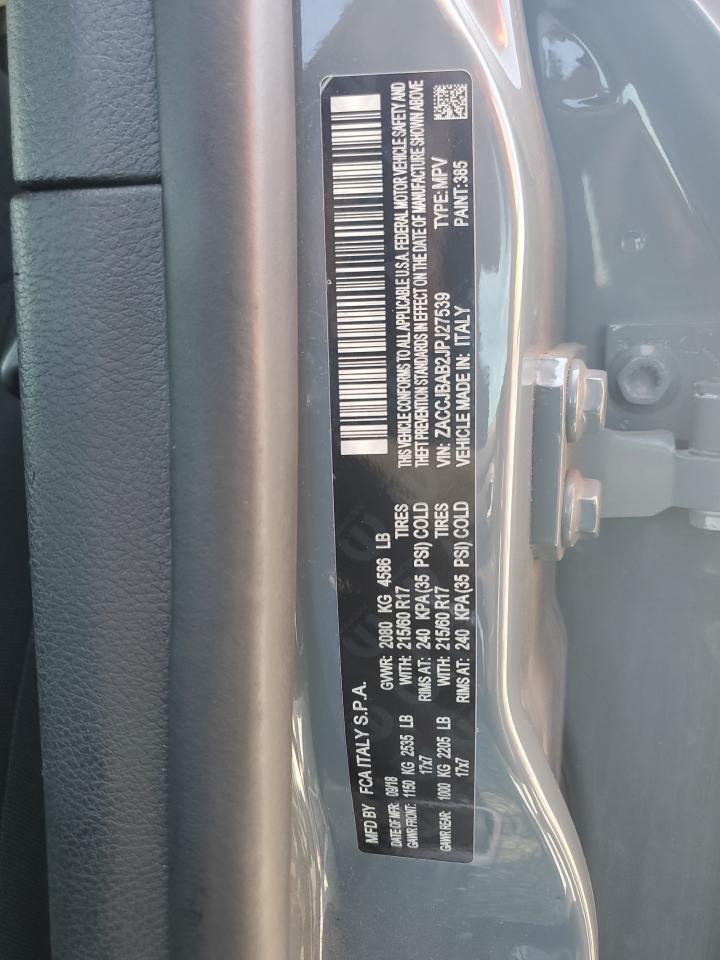 MFD BY FCA ITALY S.P.A.
DATE OF MFR: 09/18 GVWR: 2080 KG 4586 LB
GAWR FRONT: 1150 KG 2535 LB WITH: 215/60 R17 TIRES
17x7 RIMS AT: 240 KPA(35 PSI) COLD
GAWR REAR: 1000 KG 2205 LB WITH: 215/60 R17 TIRES
17x7 RIMS AT: 240 KPA(35 PSI) COLD
THIS VEHICLE CONFORMS TO ALL APPLICABLE U.S.A. FEDERAL MOTOR VEHICLE SAFETY AND
THEFT PREVENTION STANDARDS IN EFFECT ON THE DATE OF MANUFACTURE SHOWN ABOVE
VIN: ZACCJBAB2JPJ27539 TYPE: MPV
VEHICLE MADE IN: ITALY PAINT: 385